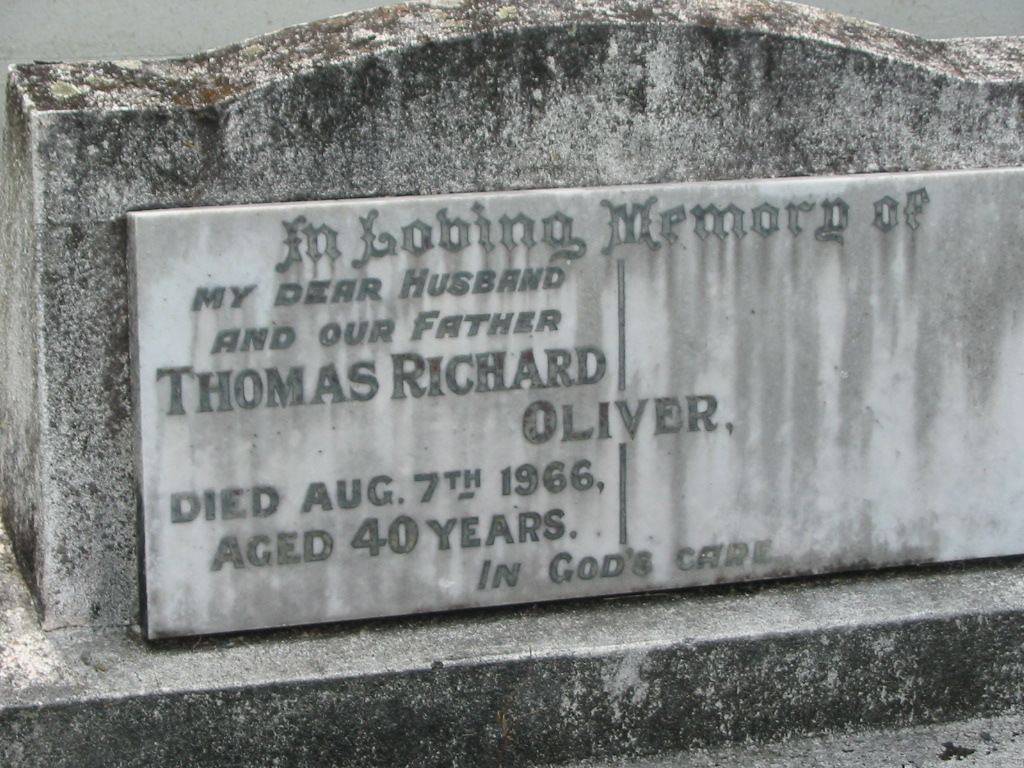 In Loving Memory of
MY DEAR HUSBAND
AND OUR FATHER
THOMAS RICHARD
OLIVER,
DIED AUG. 7TH 1966,
AGED 40 YEARS.
IN GOD'S CARE